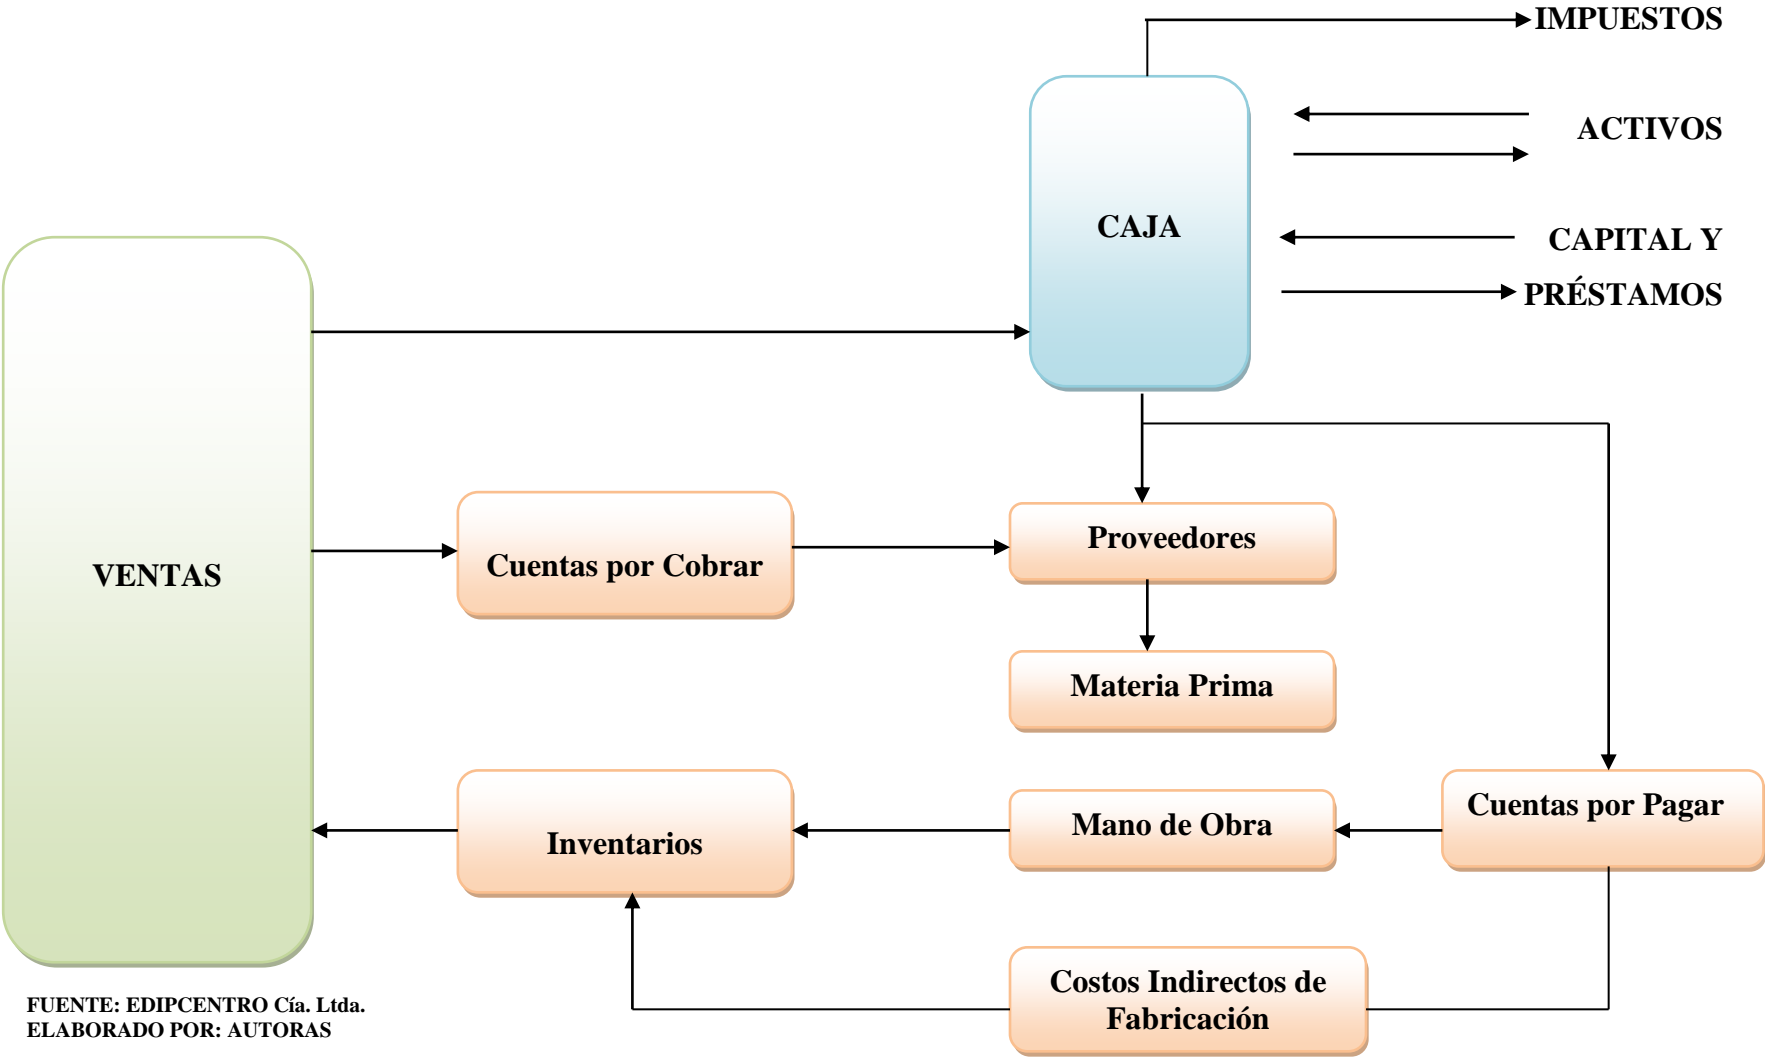 IMPUESTOS
ACTIVOS
CAJA
CAPITAL Y
PRÉSTAMOS
VENTAS
Cuentas por Cobrar
Proveedores
Materia Prima
Inventarios
Mano de Obra
Cuentas por Pagar
Costos Indirectos de
Fabricación
FUENTE: EDIPCENTRO Cía. Ltda.
ELABORADO POR: AUTORAS